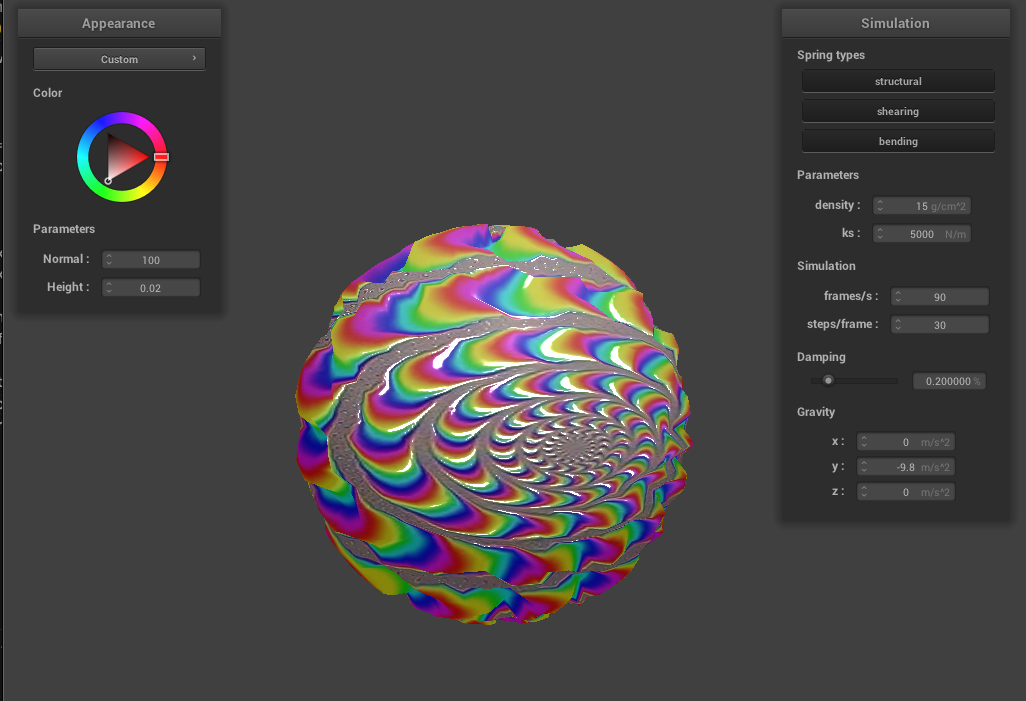 Appearance
Custom
Color
Parameters
Normal : 100
Height : 0.02
Simulation
Spring types
structural
shearing
bending
Parameters
density : 15 g/cm^2
ks : 5000 N/m
Simulation
frames/s : 90
steps/frame : 30
Damping
0.200000 %
Gravity
x : 0 m/s^2
y : -9.8 m/s^2
z : 0 m/s^2